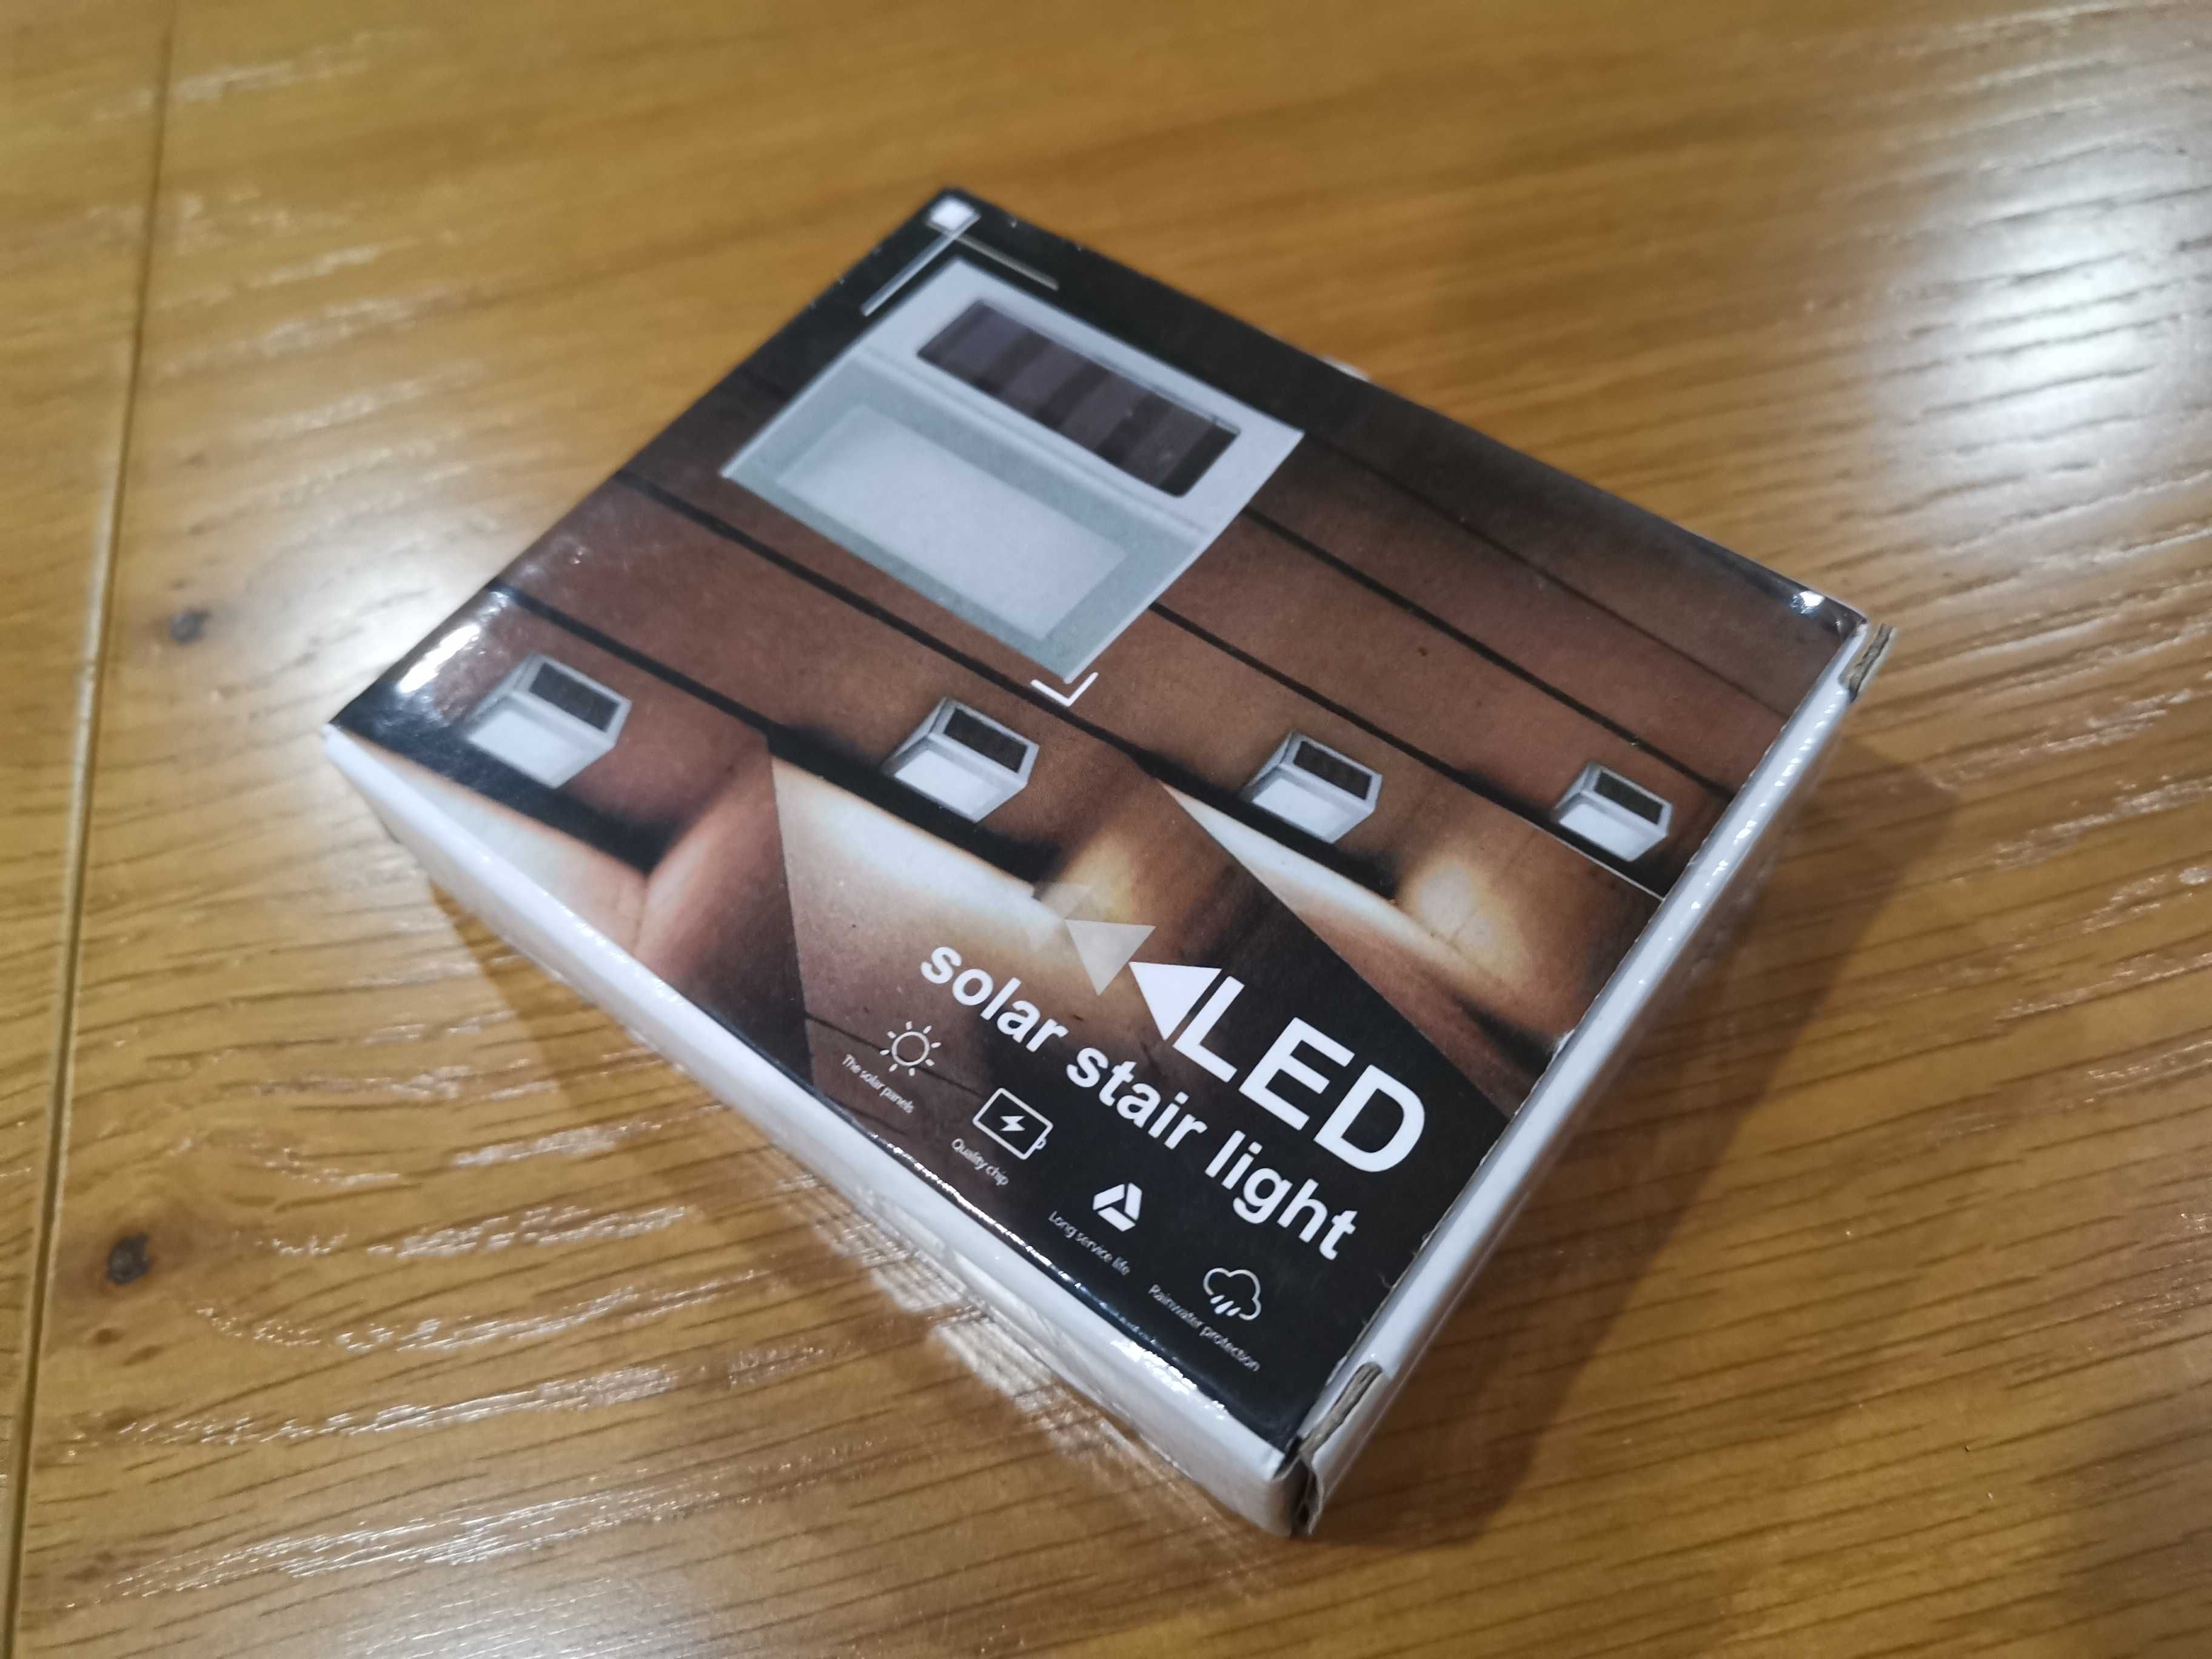 LED
solar stair light
The solar panels
Quality chip
Long service life
Rainwater protection